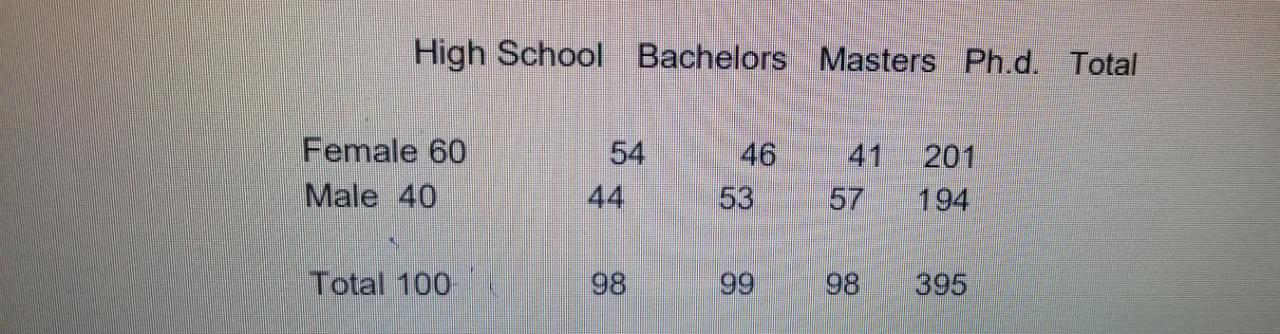 High School Bachelors Masters Ph.d. Total
Female 60 54 46 41 201
Male 40 44 53 57 194
Total 100 98 99 98 395